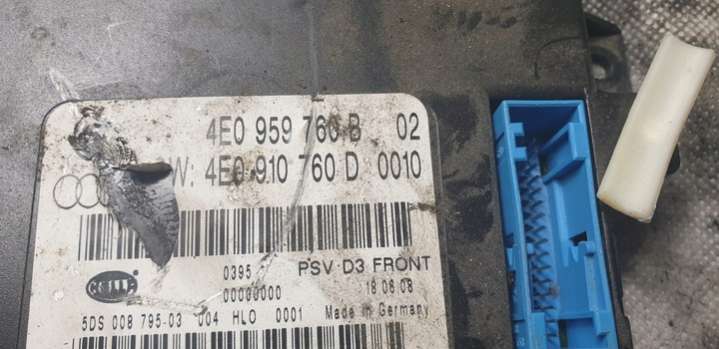 4E0 959 760 B 02
W: 4E0 910 760 D 0010
0395 PSV D3 FRONT
00000000 18 06 08
5DS 008 795-03 004 HLO 0001 Made in Germany